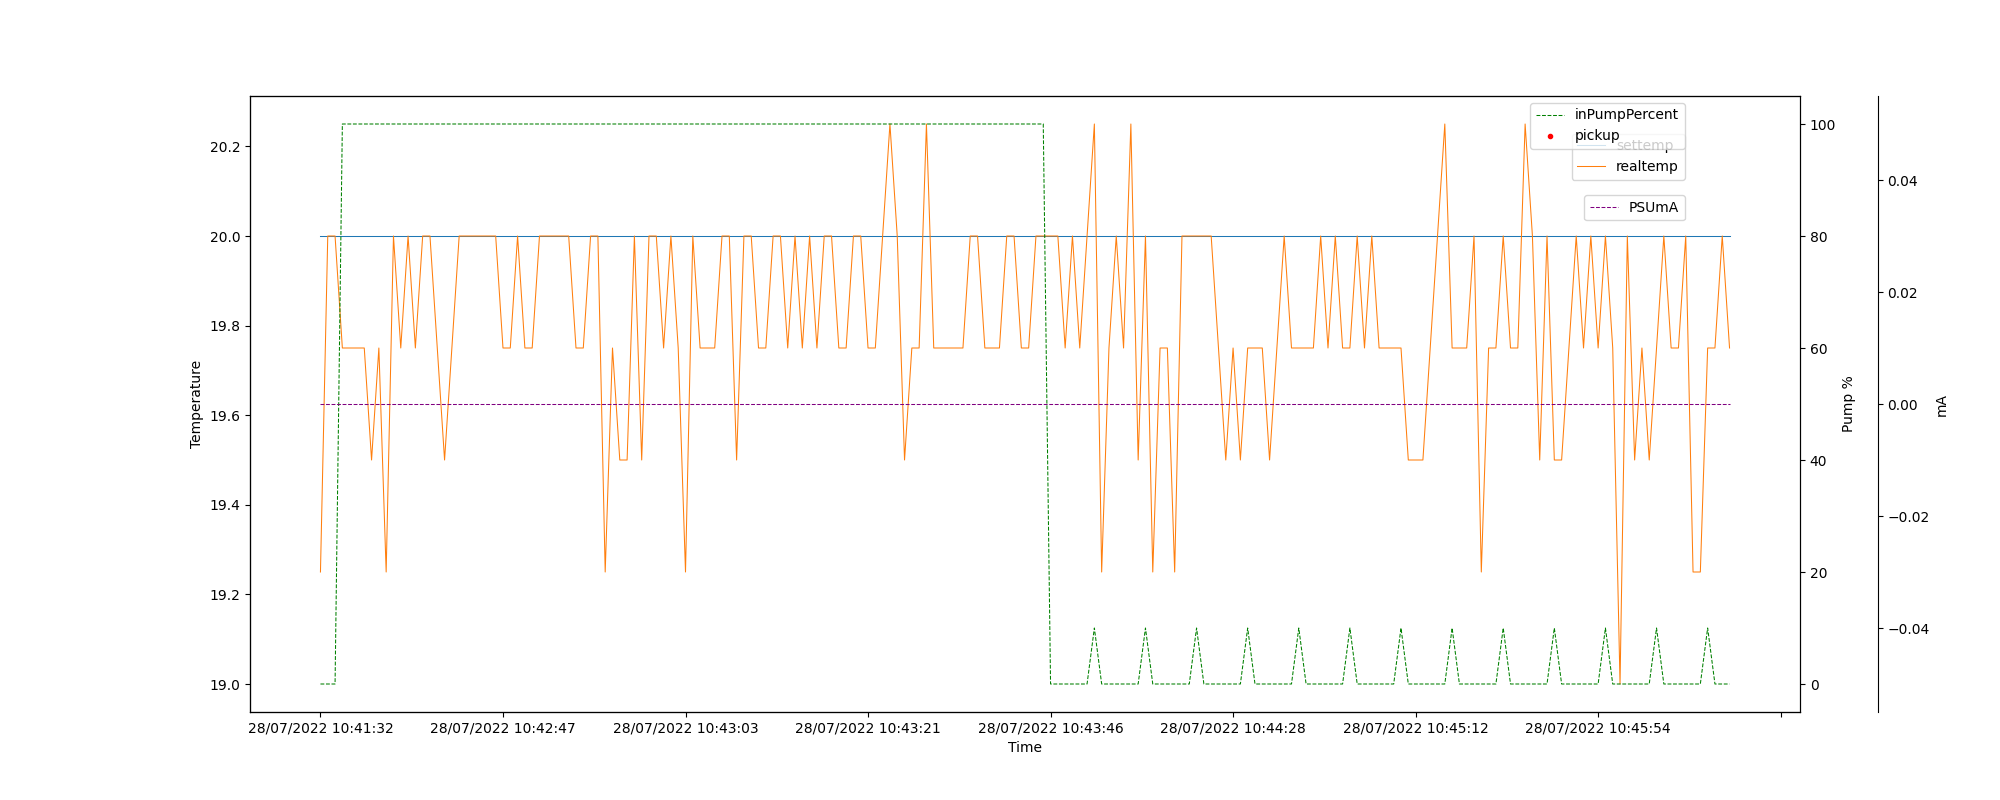 inPumpPercent
pickup
settemp
realtemp
PSUmA
20.2
20.0
19.8
19.6
19.4
19.2
19.0
Temperature
100
80
60
40
20
0
Pump %
0.04
0.02
0.00
−0.02
−0.04
mA
28/07/2022 10:41:32
28/07/2022 10:42:47
28/07/2022 10:43:03
28/07/2022 10:43:21
28/07/2022 10:43:46
28/07/2022 10:44:28
28/07/2022 10:45:12
28/07/2022 10:45:54
Time